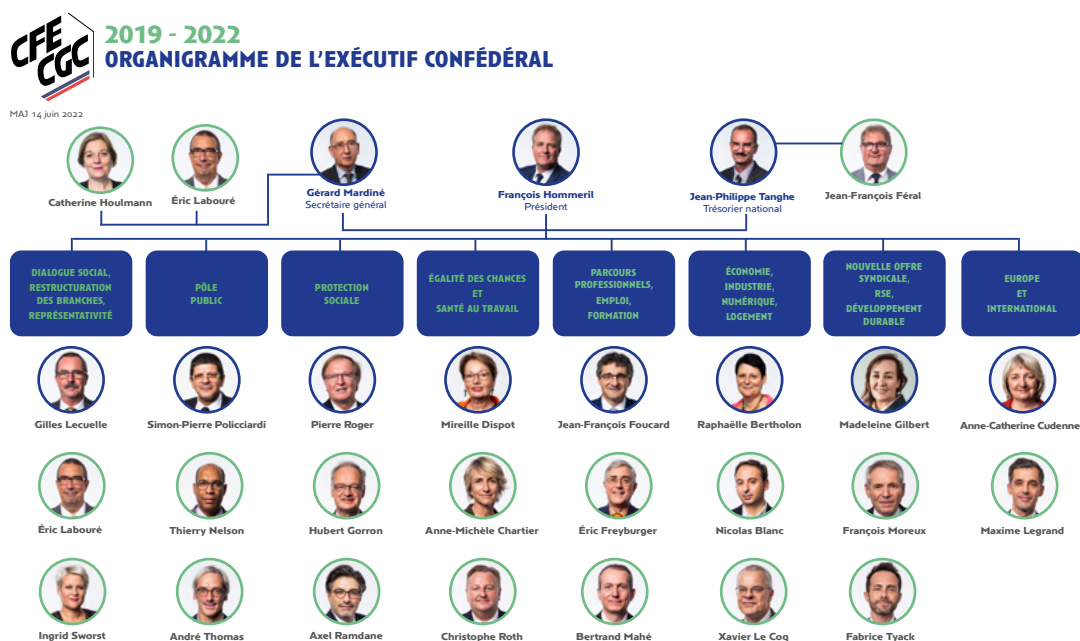 CFE
CGC
2019 - 2022
ORGANIGRAMME DE L'EXÉCUTIF CONFÉDÉRAL
MAJ 14 juin 2022
Catherine Houlmann
Éric Labouré
Gérard Mardiné
Secrétaire général
François Hommeril
Président
Jean-Philippe Tanghe
Trésorier national
Jean-François Féral
DIALOGUE SOCIAL,
RESTRUCTURATION
DES BRANCHES,
REPRÉSENTATIVITÉ
PÔLE
PUBLIC
PROTECTION
SOCIALE
ÉGALITÉ DES CHANCES
ET
SANTÉ AU TRAVAIL
PARCOURS
PROFESSIONNELS,
EMPLOI,
FORMATION
ÉCONOMIE,
INDUSTRIE,
NUMÉRIQUE,
LOGEMENT
NOUVELLE OFFRE
SYNDICALE,
RSE,
DÉVELOPPEMENT
DURABLE
EUROPE
ET
INTERNATIONAL
Gilles Lecuelle
Simon-Pierre Policciardi
Pierre Roger
Mireille Dispot
Jean-François Foucard
Raphaëlle Bertholon
Madeleine Gilbert
Anne-Catherine Cudenne
Éric Labouré
Thierry Nelson
Hubert Gorron
Anne-Michèle Chartier
Éric Freyburger
Nicolas Blanc
François Moreux
Maxime Legrand
Ingrid Sworst
André Thomas
Axel Ramdane
Christophe Roth
Bertrand Mahé
Xavier Le Coq
Fabrice Tyack